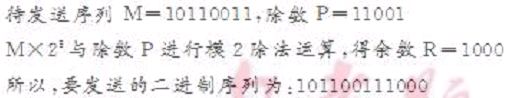 待发送序列 M=10110011,除数 P=11001
M×2⁵与除数 P 进行模 2 除法运算,得余数 R=1000
所以,要发送的二进制序列为:101100111000